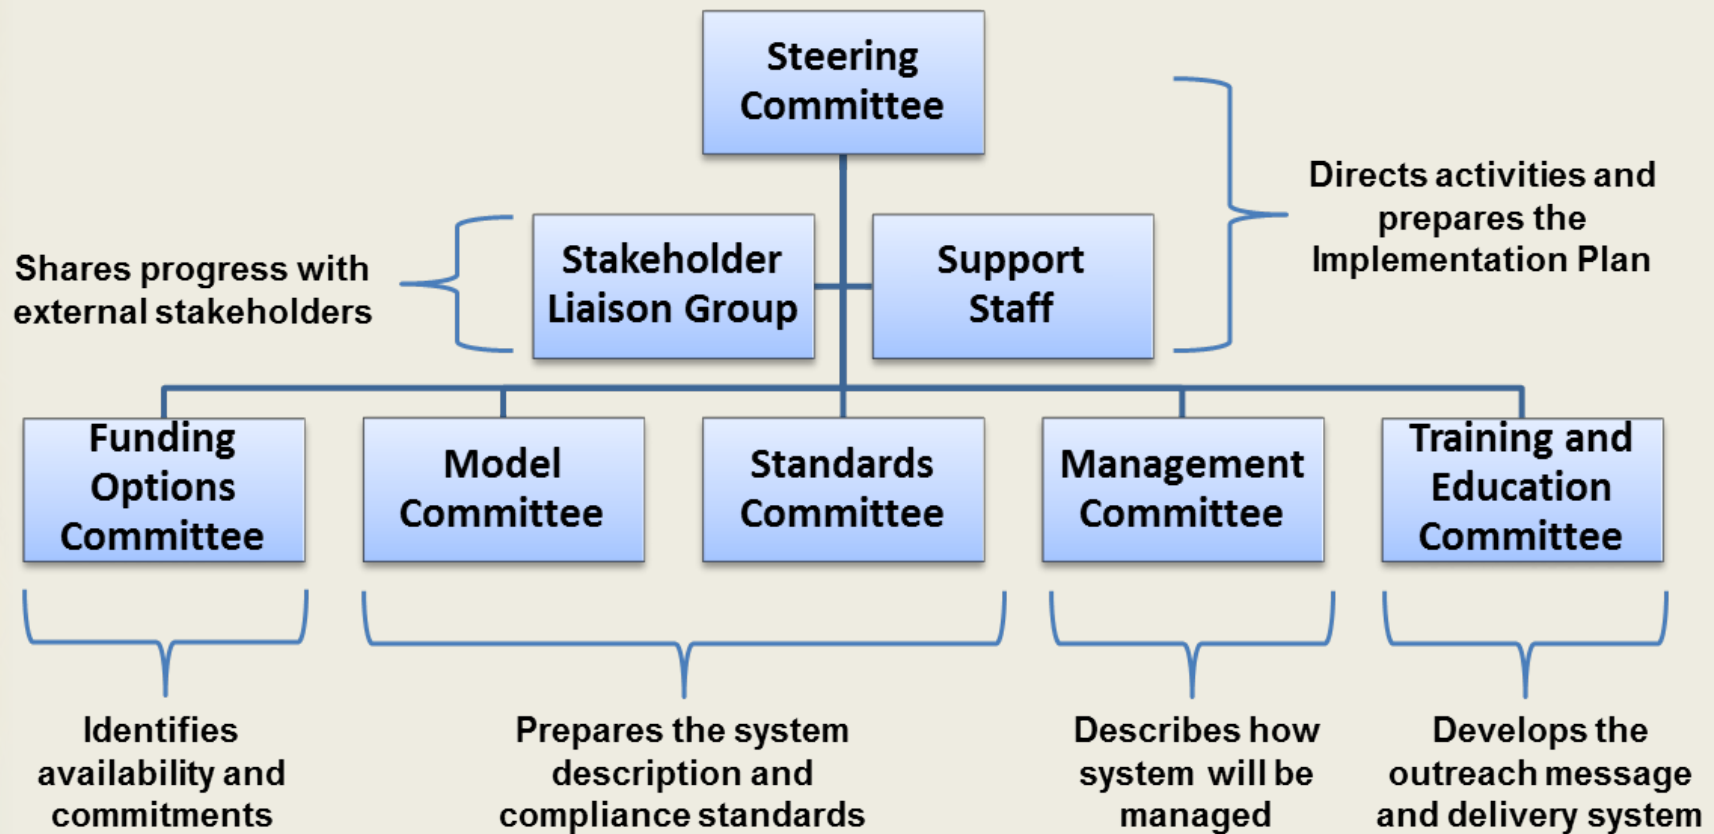 Steering
Committee
Directs activities and
prepares the
Implementation Plan
Shares progress with
external stakeholders
Stakeholder
Liaison Group
Support
Staff
Funding
Options
Committee
Model
Committee
Standards
Committee
Management
Committee
Training and
Education
Committee
Identifies
availability and
commitments
Prepares the system
description and
compliance standards
Describes how
system will be
managed
Develops the
outreach message
and delivery system